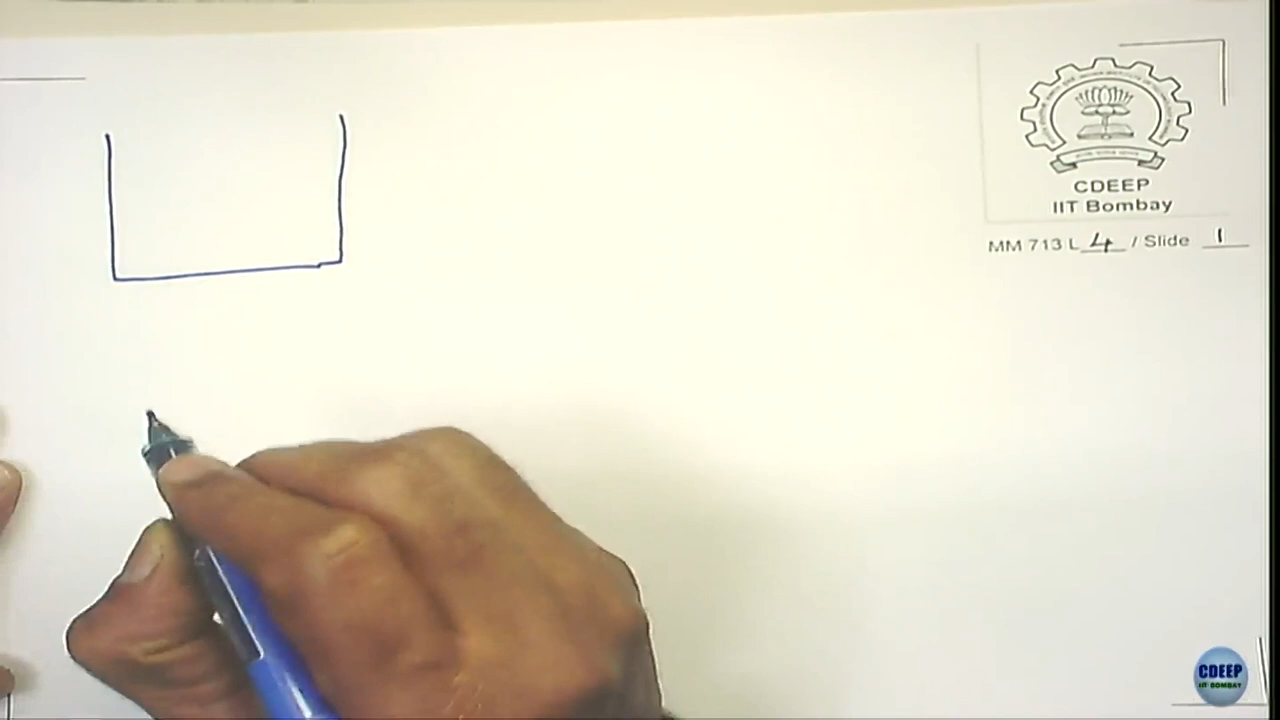 CDEEP
IIT Bombay
MM 713 L 4 / Slide 1
CDEEP
IIT BOMBAY